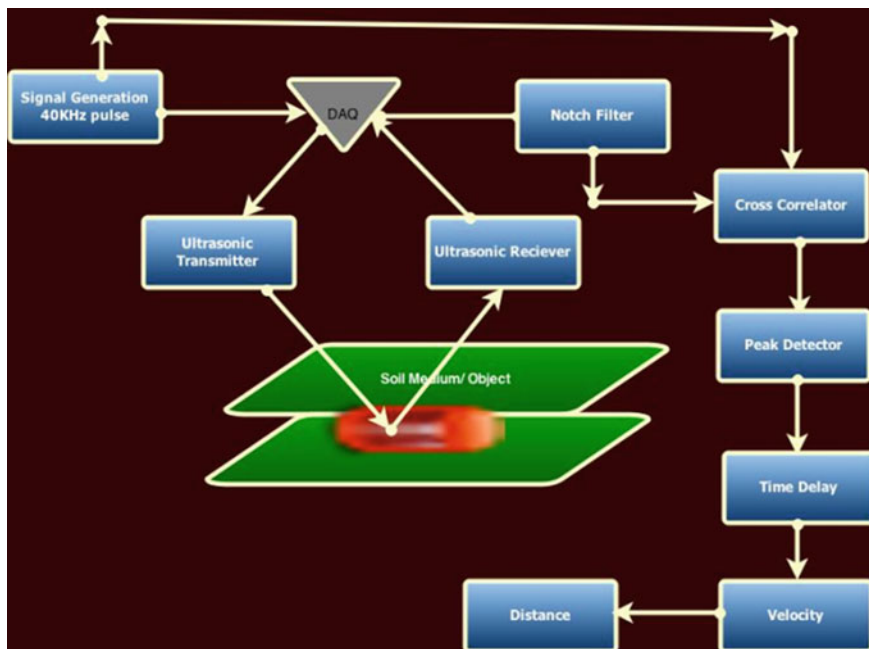 Signal Generation
40KHz pulse
DAQ
Notch Filter
Cross Correlator
Ultrasonic
Transmitter
Ultrasonic Reciever
Peak Detector
Soil Medium/ Object
Time Delay
Distance
Velocity